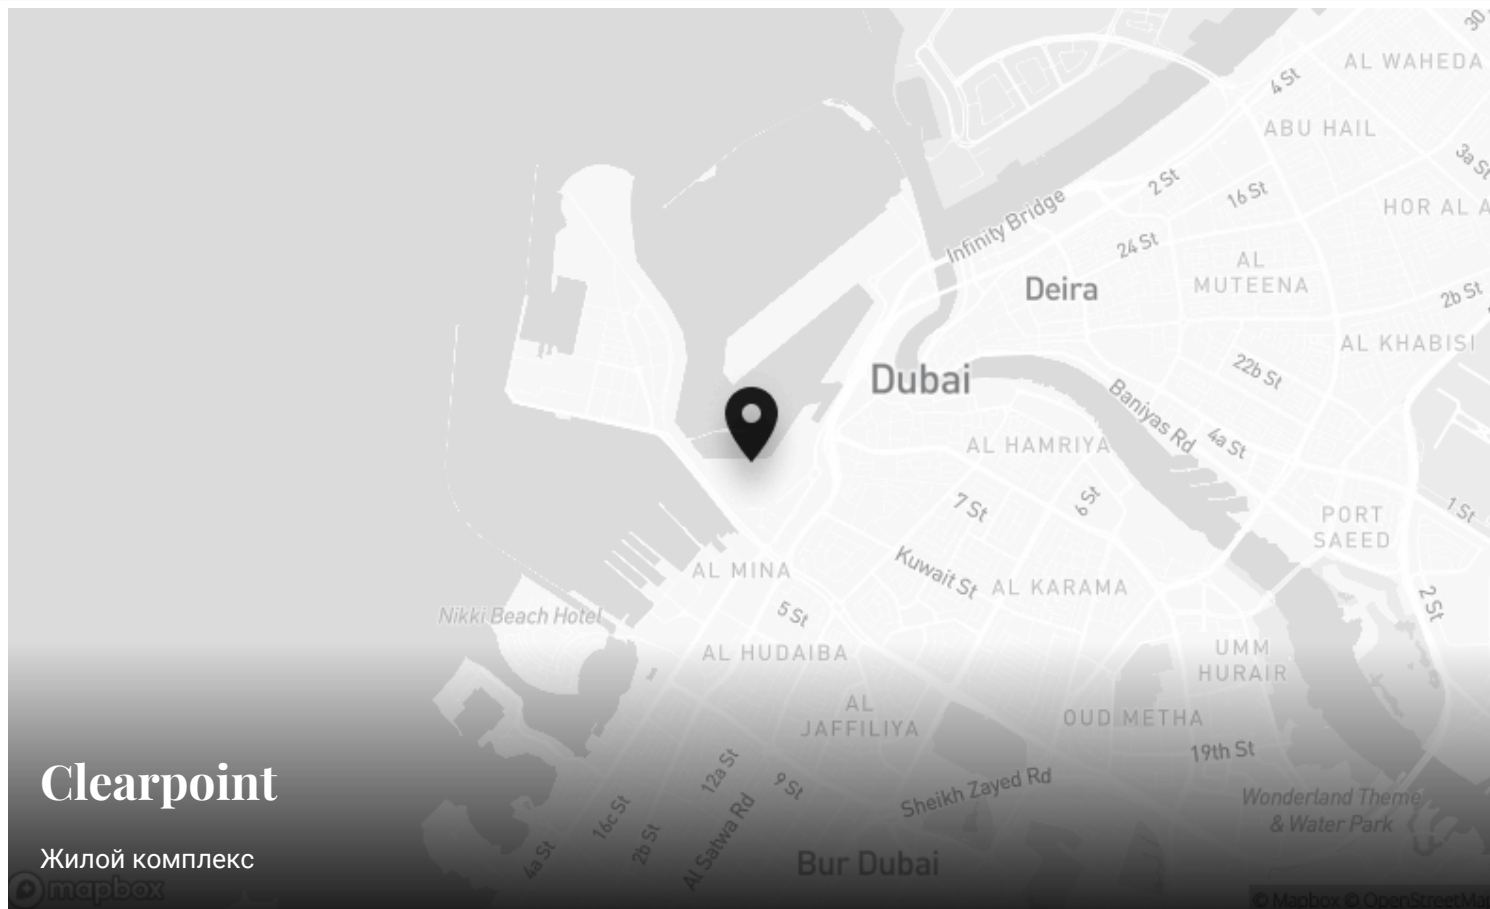 30
AL WAHEDA
4 St
ABU HAIL
3a St
2 St
16 St
HOR AL A
Infinity Bridge
24 St
AL
MUTEENA
Deira
2b St
AL KHABISI
Dubai
22b St
Baniyas Rd
4a St
AL HAMRIYA
7 St
6 St
1 St
PORT
SAEED
Kuwait St
AL MINA
AL KARAMA
2 St
5 St
Nikki Beach Hotel
AL HUDAIBA
UMM
HURAIR
AL
JAFFILIYA
OUD METHA
19th St
12a St
9 St
Sheikh Zayed Rd
Clearpoint
Wonderland Theme
& Water Park
16c St
2b St
Al Satwa Rd
4a St
Bur Dubai
Жилой комплекс
mapbox
© Mapbox © OpenStreetMa